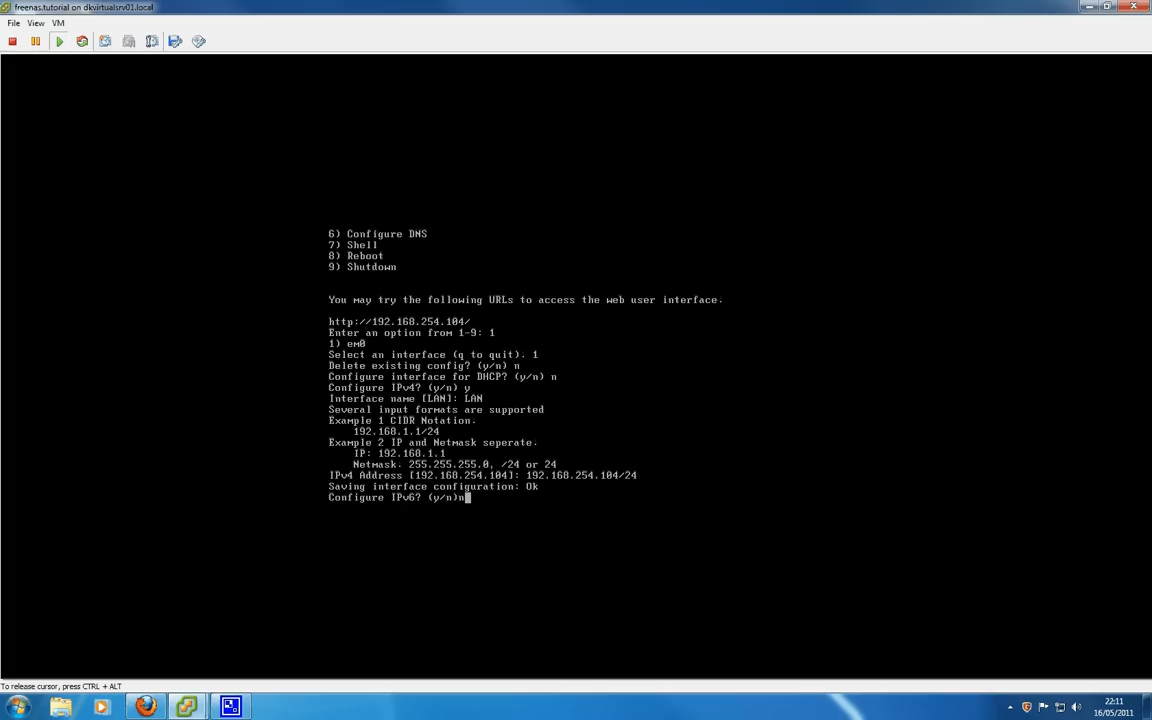 freenas.tutorial on dkvirtualsrv01.local
File View VM
6) Configure DNS
7) Shell
8) Reboot
9) Shutdown
You may try the following URLs to access the web user interface.
http://192.168.254.104/
Enter an option from 1-9: 1
1) em0
Select an interface (q to quit). 1
Delete existing config? (y/n) n
Configure interface for DHCP? (y/n) n
Configure IPv4? (y/n) y
Interface name [LAN]: LAN
Several input formats are supported
Example 1 CIDR Notation.
192.168.1.1/24
Example 2 IP and Netmask seperate.
IP: 192.168.1.1
Netmask. 255.255.255.0, /24 or 24
IPv4 Address [192.168.254.104]: 192.168.254.104/24
Saving interface configuration: Ok
Configure IPv6? (y/n)n
To release cursor, press CTRL + ALT
22:11
16/05/2011